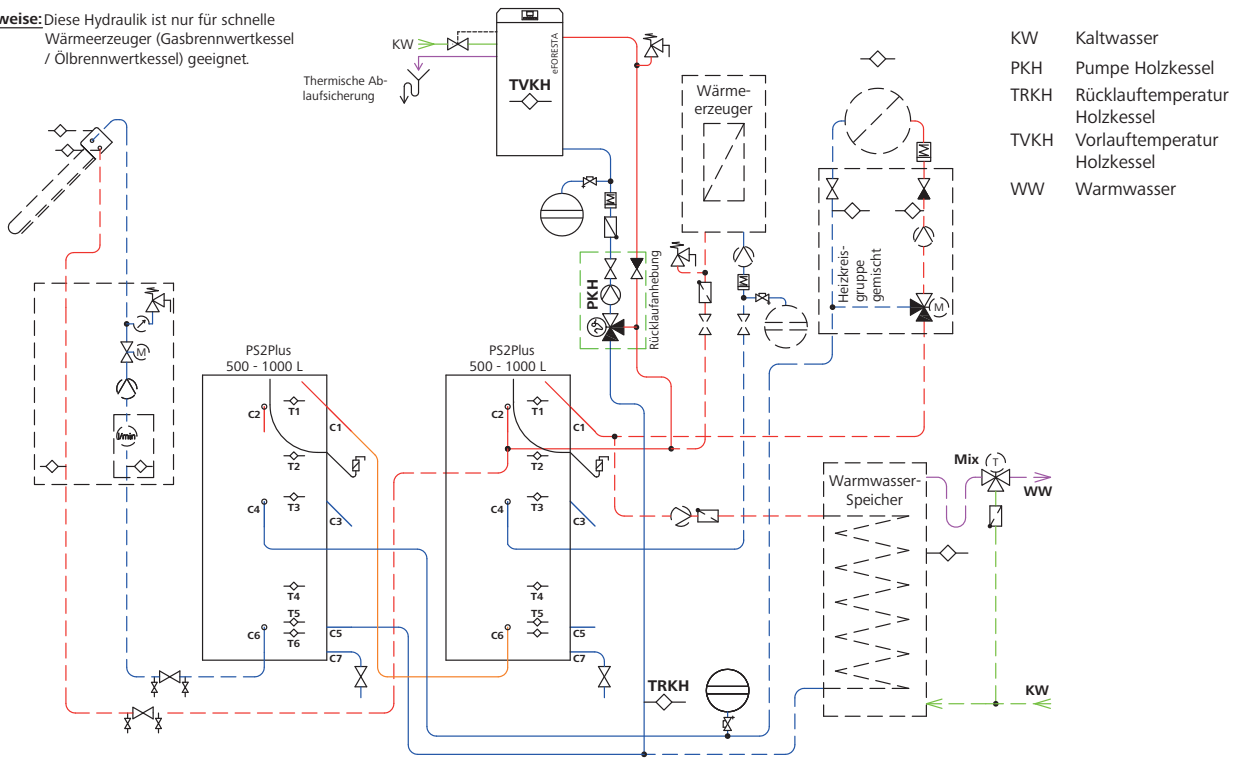 weise: Diese Hydraulik ist nur für schnelle
Wärmeerzeuger (Gasbrennwertkessel
/ Ölbrennwertkessel) geeignet.
KW
Thermische Ab-
laufsicherung
eFORESTA
TVKH
Wärme-
erzeuger
KW Kaltwasser
PKH Pumpe Holzkessel
TRKH Rücklauftemperatur
Holzkessel
TVKH Vorlauftemperatur
Holzkessel
WW Warmwasser
PKH
Rücklaufanhebung
Heizkreis-
gruppe
gemischt
M
M
l/min
PS2Plus
500 - 1000 L
C2
T1
C1
T2
C4
T3
C3
T4
T5
C6
T6
C5
C7
PS2Plus
500 - 1000 L
C2
T1
C1
T2
C4
T3
C3
T4
T5
C6
C5
C7
TRKH
Warmwasser-
Speicher
Mix
T
WW
KW